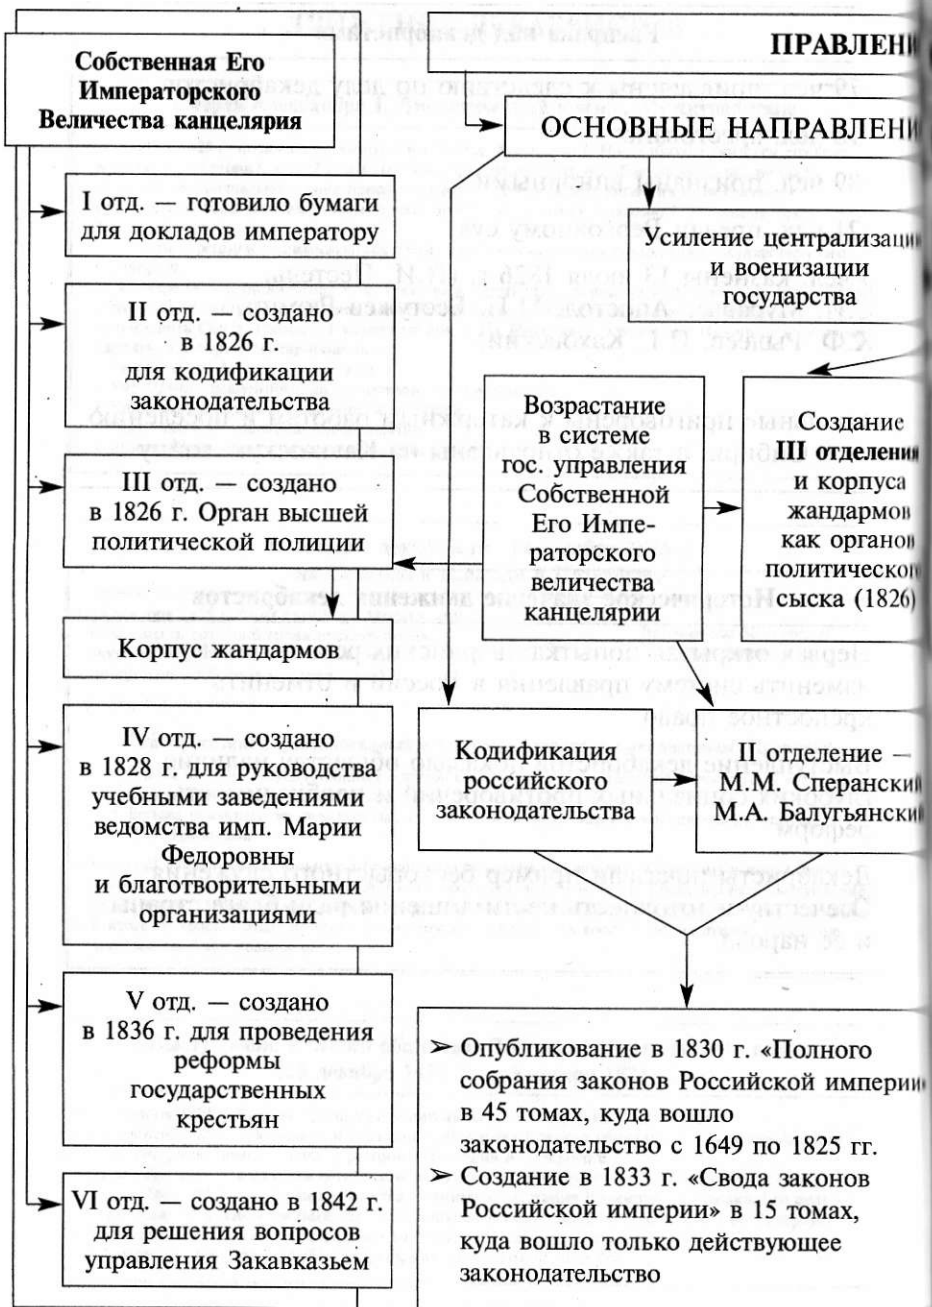 Собственная Его
Императорского
Величества канцелярия
I отд. — готовило бумаги
для докладов императору
II отд. — создано
в 1826 г.
для кодификации
законодательства
III отд. — создано
в 1826 г. Орган высшей
политической полиции
Корпус жандармов
IV отд. — создано
в 1828 г. для руководства
учебными заведениями
ведомства имп. Марии
Федоровны
и благотворительными
организациями
V отд. — создано
в 1836 г. для проведения
реформы
государственных
крестьян
VI отд. — создано в 1842 г.
для решения вопросов
управления Закавказьем
ПРАВЛЕНИ
ОСНОВНЫЕ НАПРАВЛЕНИ
Усиление централизаци
и военизации
государства
Возрастание
в системе
гос. управления
Собственной
Его Импе-
раторского
величества
канцелярии
Создание
III отделения
и корпуса
жандармов
как органов
политическог
сыска (1826)
Кодификация
российского
законодательства
II отделение —
М.М. Сперанский
М.А. Балугьянски
➢ Опубликование в 1830 г. «Полного
собрания законов Российской империи
в 45 томах, куда вошло
законодательство с 1649 по 1825 гг.
➢ Создание в 1833 г. «Свода законов
Российской империи» в 15 томах,
куда вошло только действующее
законодательство